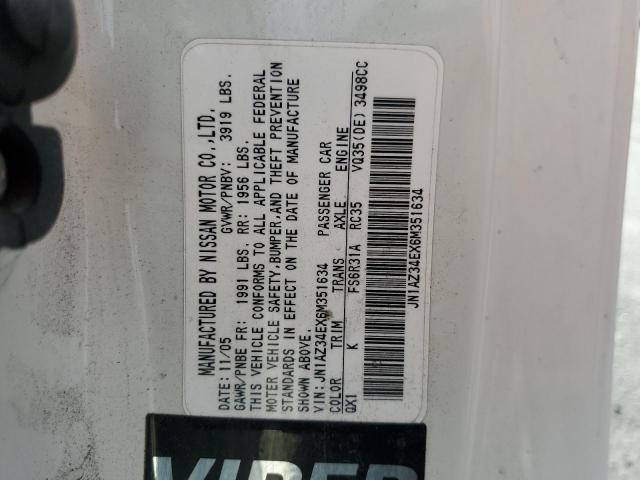 MANUFACTURED BY NISSAN MOTOR CO.,LTD.
DATE: 11/05 GVWR/PNBV: 3919 LBS.
GAWR/PNBE FR: 1991 LBS. RR: 1956 LBS.
THIS VEHICLE CONFORMS TO ALL APPLICABLE FEDERAL
MOTER VEHICLE SAFETY,BUMPER,AND THEFT PREVENTION
STANDARDS IN EFFECT ON THE DATE OF MANUFACTURE
SHOWN ABOVE.
VIN:JN1AZ34EX6M351634 PASSENGER CAR
COLOR TRIM TRANS AXLE ENGINE
QX1 K FS6R31A RC35 VQ35(DE) 3498CC
JN1AZ34EX6M351634
VIPER